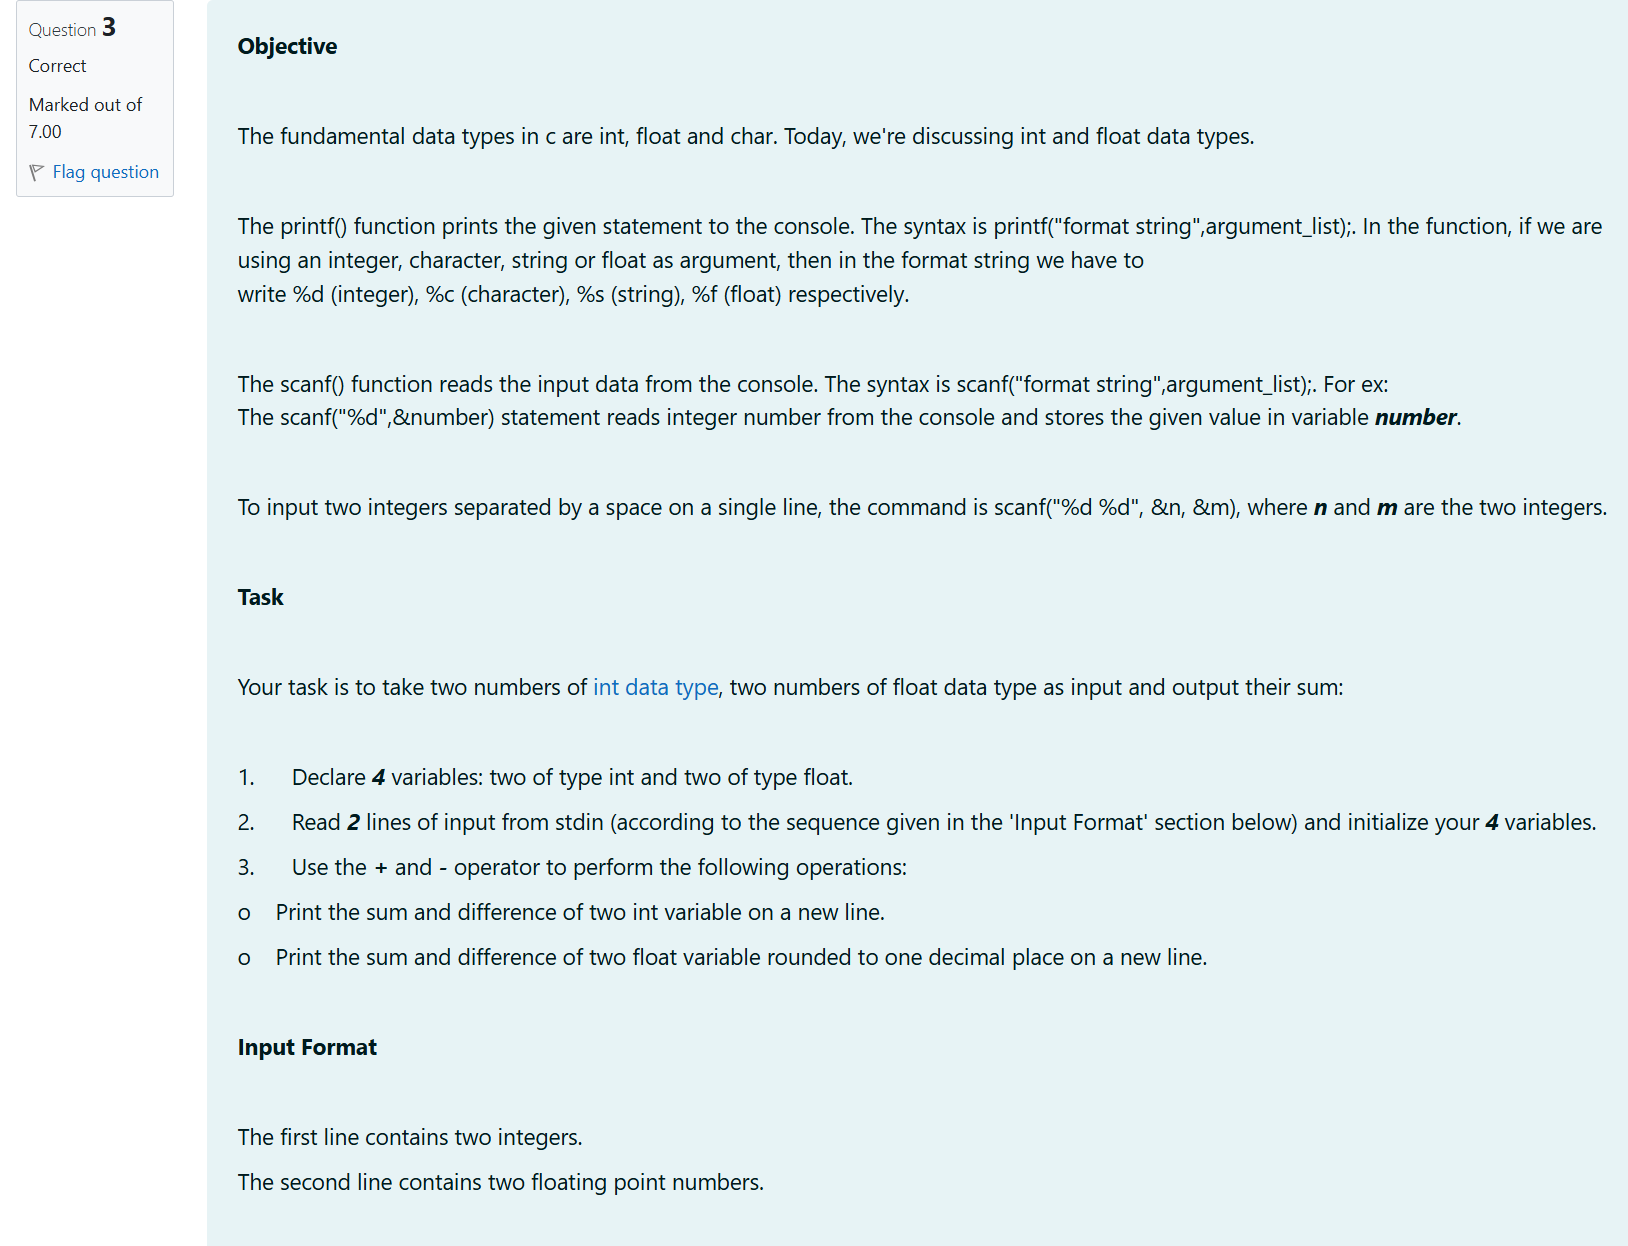 Question 3
Correct
Marked out of
7.00
Flag question
Objective
The fundamental data types in c are int, float and char. Today, we're discussing int and float data types.
The printf() function prints the given statement to the console. The syntax is printf("format string",argument_list);. In the function, if we are
using an integer, character, string or float as argument, then in the format string we have to
write %d (integer), %c (character), %s (string), %f (float) respectively.
The scanf() function reads the input data from the console. The syntax is scanf("format string",argument_list);. For ex:
The scanf("%d",&number) statement reads integer number from the console and stores the given value in variable number.
To input two integers separated by a space on a single line, the command is scanf("%d %d", &n, &m), where n and m are the two integers.
Task
Your task is to take two numbers of int data type, two numbers of float data type as input and output their sum:
1. Declare 4 variables: two of type int and two of type float.
2. Read 2 lines of input from stdin (according to the sequence given in the 'Input Format' section below) and initialize your 4 variables.
3. Use the + and - operator to perform the following operations:
o Print the sum and difference of two int variable on a new line.
o Print the sum and difference of two float variable rounded to one decimal place on a new line.
Input Format
The first line contains two integers.
The second line contains two floating point numbers.